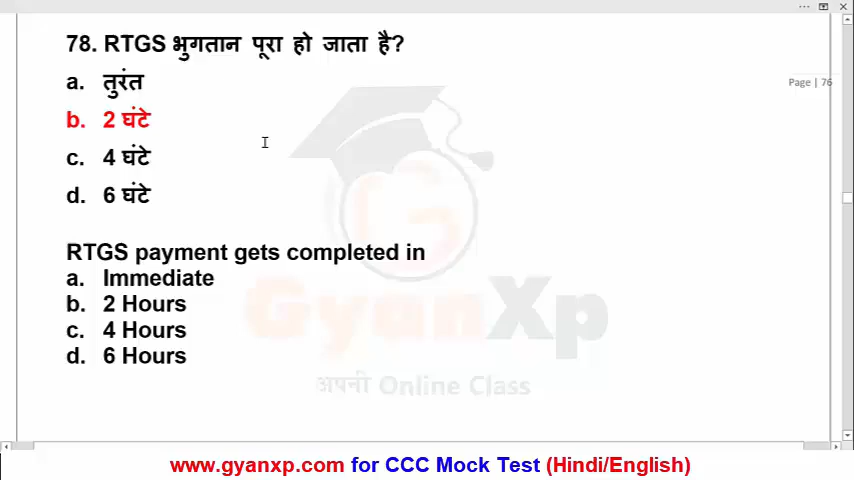 78. RTGS भुगतान पूरा हो जाता है?
a. तुरंत
Page | 76
b. 2 घंटे
c. 4 घंटे
d. 6 घंटे
RTGS payment gets completed in
a. Immediate
b. 2 Hours
c. 4 Hours
d. 6 Hours
GyanXp
अपनी Online Class
www.gyanxp.com for CCC Mock Test (Hindi/English)